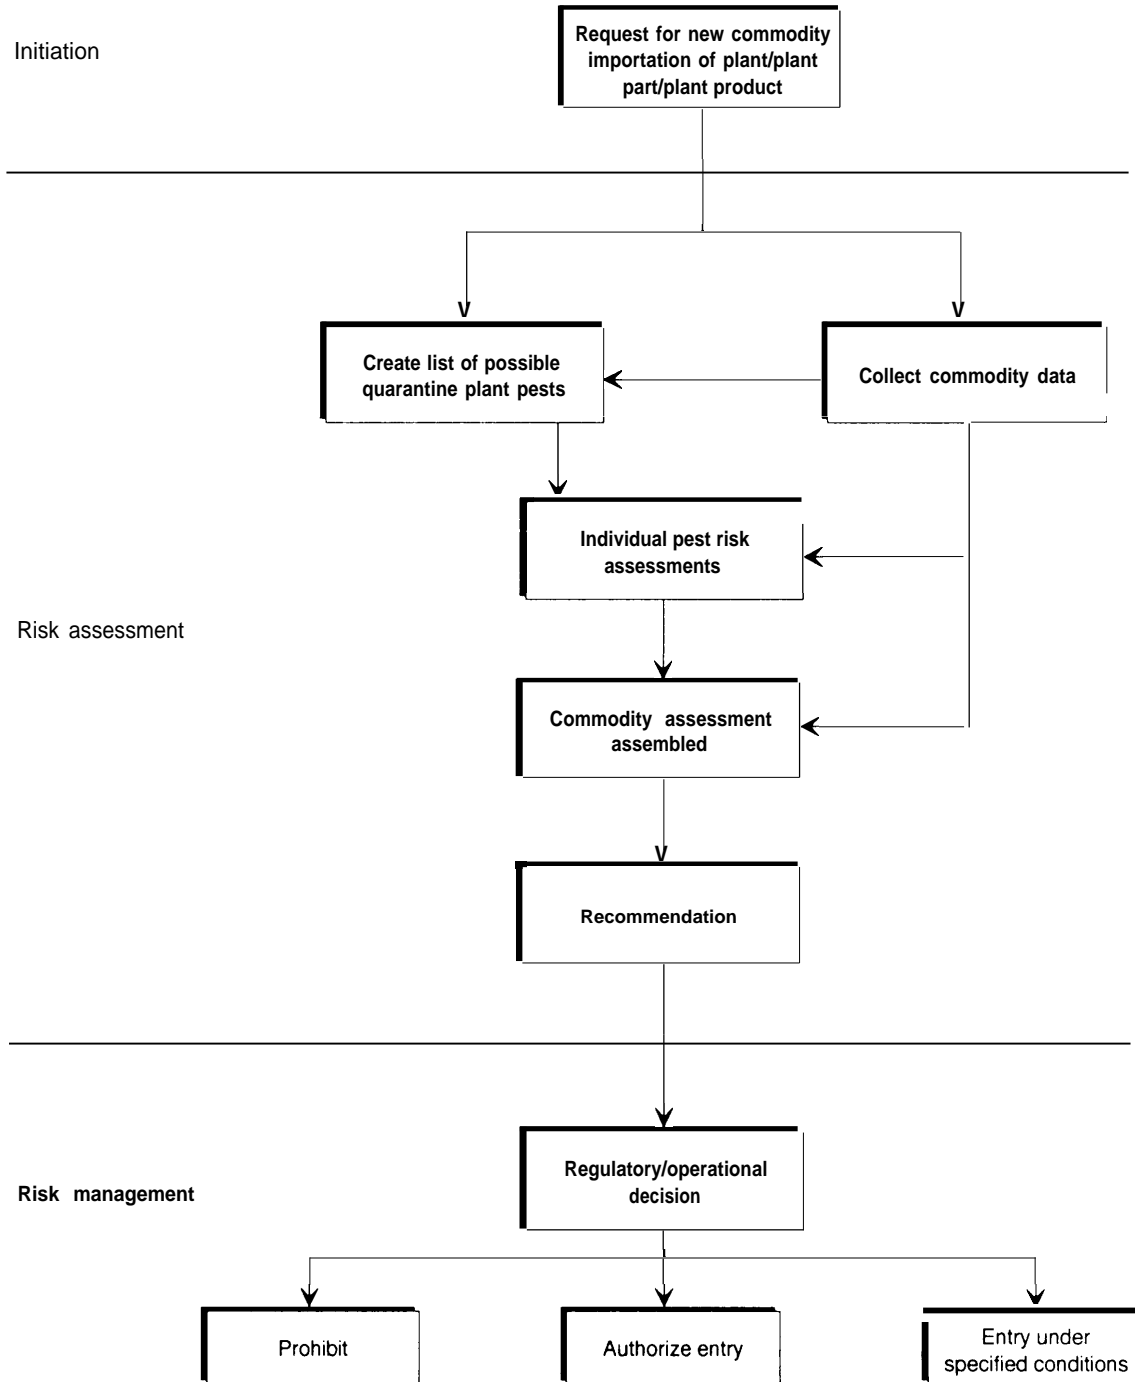 Initiation
Request for new commodity
importation of plant/plant
part/plant product
Create list of possible
quarantine plant pests
Collect commodity data
Individual pest risk
assessments
Risk assessment
Commodity assessment
assembled
Recommendation
Regulatory/operational
decision
Risk management
Prohibit
Authorize entry
Entry under
specified conditions